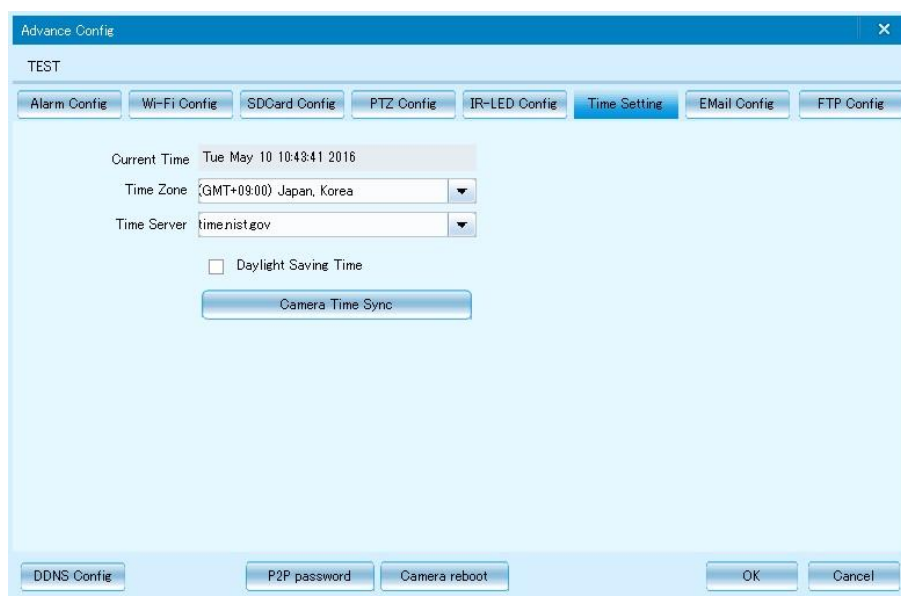 Advance Config
TEST
Alarm Config Wi-Fi Config SDCard Config PTZ Config IR-LED Config Time Setting EMail Config FTP Config
Current Time Tue May 10 10:43:41 2016
Time Zone (GMT+09:00) Japan, Korea
Time Server time.nist.gov
Daylight Saving Time
Camera Time Sync
DDNS Config P2P password Camera reboot OK Cancel